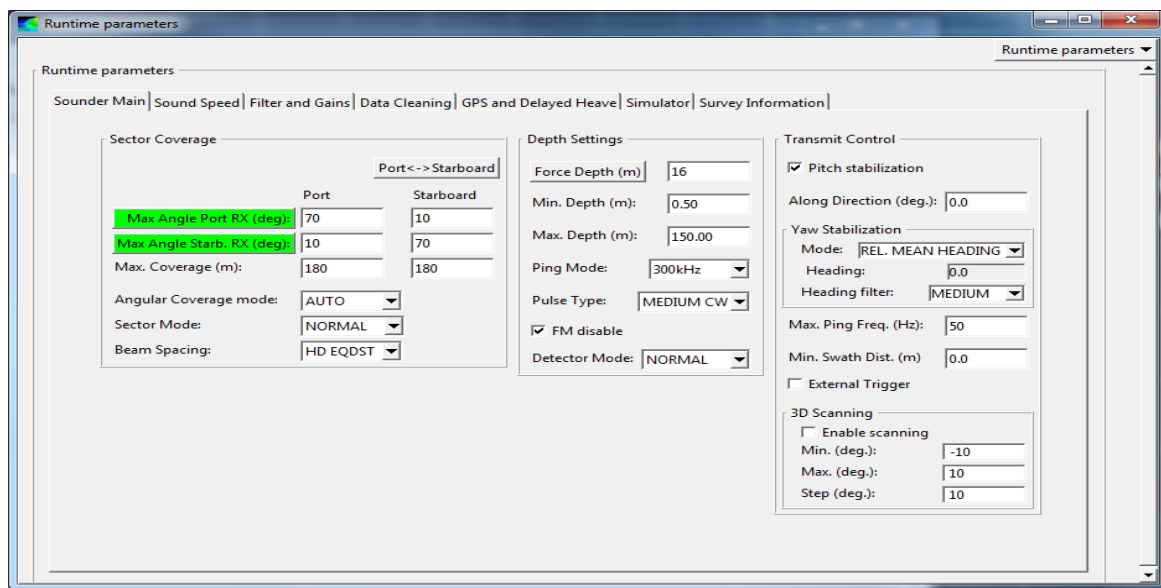 Runtime parameters
Runtime parameters
Runtime parameters
Sounder Main Sound Speed Filter and Gains Data Cleaning GPS and Delayed Heave Simulator Survey Information
Sector Coverage
Port<->Starboard
Port Starboard
Max Angle Port RX (deg): 70 10
Max Angle Starb. RX (deg): 10 70
Max. Coverage (m): 180 180
Angular Coverage mode: AUTO
Sector Mode: NORMAL
Beam Spacing: HD EQDST
Depth Settings
Force Depth (m) 16
Min. Depth (m): 0.50
Max. Depth (m): 150.00
Ping Mode: 300kHz
Pulse Type: MEDIUM CW
FM disable
Detector Mode: NORMAL
Transmit Control
Pitch stabilization
Along Direction (deg.): 0.0
Yaw Stabilization
Mode: REL. MEAN HEADING
Heading: 0.0
Heading filter: MEDIUM
Max. Ping Freq. (Hz): 50
Min. Swath Dist. (m) 0.0
External Trigger
3D Scanning
Enable scanning
Min. (deg.): -10
Max. (deg.): 10
Step (deg.): 10